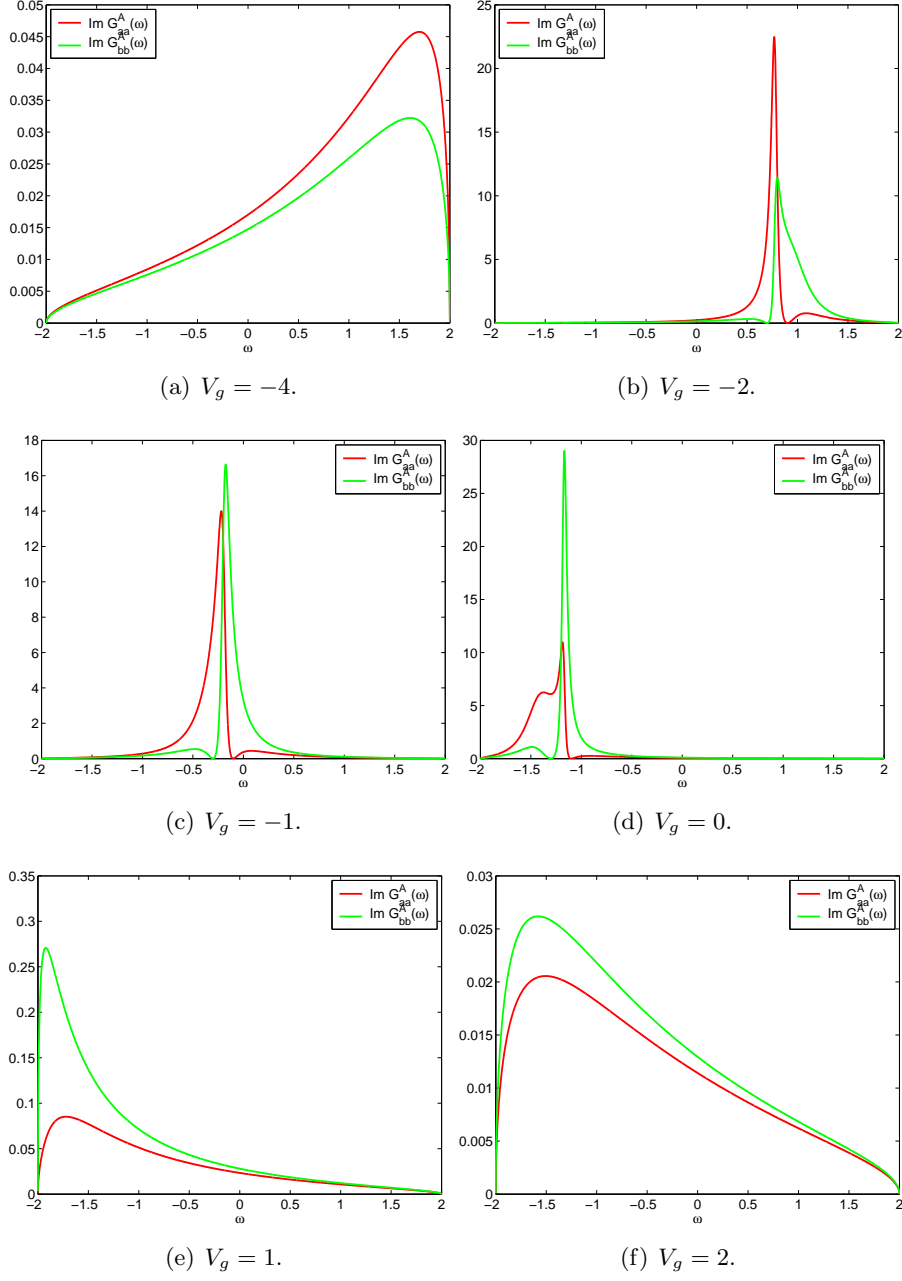 0.05
0.045
0.04
0.035
0.03
0.025
0.02
0.015
0.01
0.005
0
−2 −1.5 −1 −0.5 0 0.5 1 1.5 2
ω
Im G^A_aa(ω)
Im G^A_bb(ω)
(a) V_g = −4.
25
20
15
10
5
0
−2 −1.5 −1 −0.5 0 0.5 1 1.5 2
ω
Im G^A_aa(ω)
Im G^A_bb(ω)
(b) V_g = −2.
18
16
14
12
10
8
6
4
2
0
−2 −1.5 −1 −0.5 0 0.5 1 1.5 2
ω
Im G^A_aa(ω)
Im G^A_bb(ω)
(c) V_g = −1.
30
25
20
15
10
5
0
−2 −1.5 −1 −0.5 0 0.5 1 1.5 2
ω
Im G^A_aa(ω)
Im G^A_bb(ω)
(d) V_g = 0.
0.35
0.3
0.25
0.2
0.15
0.1
0.05
0
−2 −1.5 −1 −0.5 0 0.5 1 1.5 2
ω
Im G^A_aa(ω)
Im G^A_bb(ω)
(e) V_g = 1.
0.03
0.025
0.02
0.015
0.01
0.005
0
−2 −1.5 −1 −0.5 0 0.5 1 1.5 2
ω
Im G^A_aa(ω)
Im G^A_bb(ω)
(f) V_g = 2.